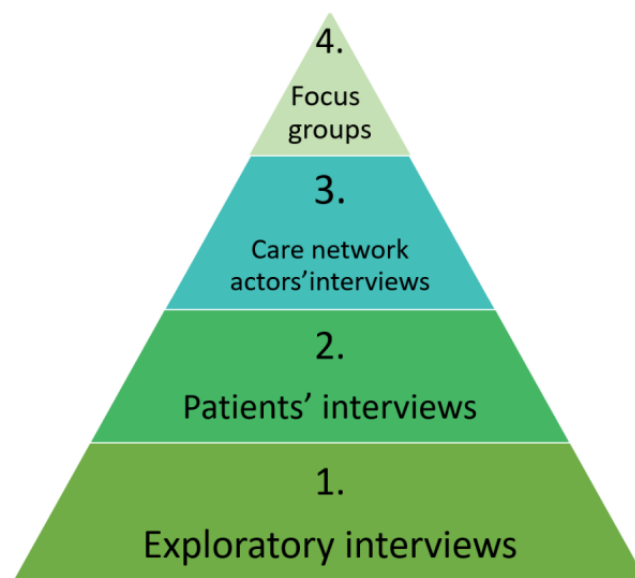 4.
Focus
groups
3.
Care network
actors’interviews
2.
Patients’ interviews
1.
Exploratory interviews